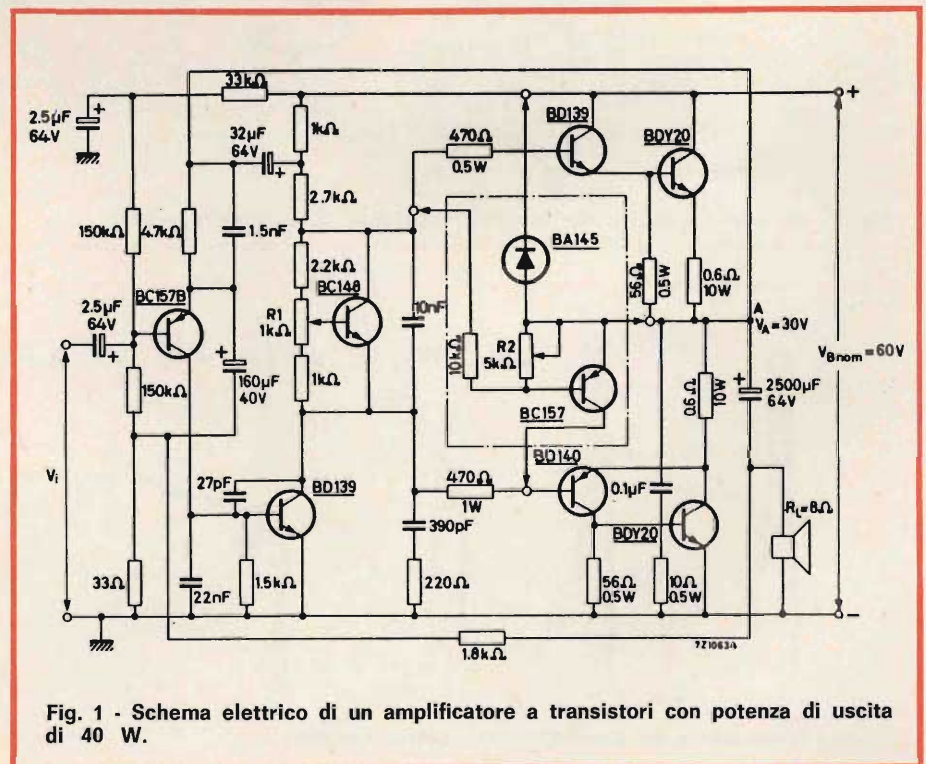 33kΩ
2.5μF
64V
32μF
64V
1kΩ
470Ω
0.5W
BD139
BDY20
+
2.7kΩ
150kΩ
4.7kΩ
1.5nF
2.2kΩ
BC148
BA145
56Ω
0.5W
0.6Ω
10W
BC157B
2.5μF
64V
R1
1kΩ
10nF
10kΩ
R2
5kΩ
A
VA=30V
VBnom=60V
150kΩ
160μF
40V
1kΩ
BC157
0.6Ω
10W
2500μF
64V
Vi
27pF
BD139
470Ω
1W
BD140
0.1μF
BDY20
RL=8Ω
390pF
33Ω
22nF
1.5kΩ
220Ω
56Ω
0.5W
10Ω
0.5W
−
1.8kΩ
7Z10634
Fig. 1 - Schema elettrico di un amplificatore a transistori con potenza di uscita
di 40 W.